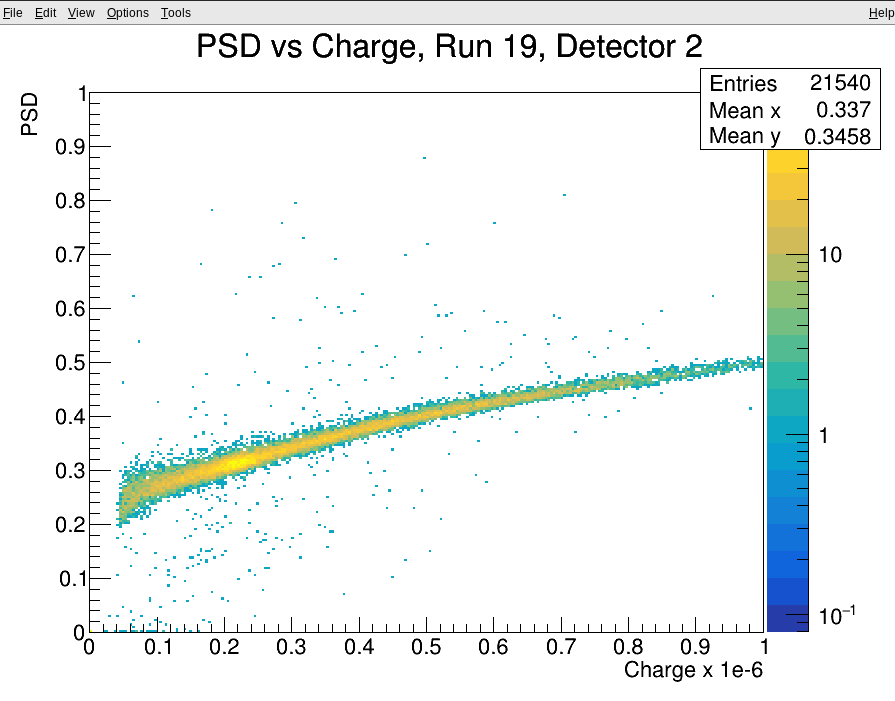 File Edit View Options Tools Help
PSD vs Charge, Run 19, Detector 2
Entries 21540
Mean x 0.337
Mean y 0.3458
PSD
1
0.9
0.8
0.7
0.6
0.5
0.4
0.3
0.2
0.1
0
0 0.1 0.2 0.3 0.4 0.5 0.6 0.7 0.8 0.9 1
Charge x 1e-6
10
1
10⁻¹